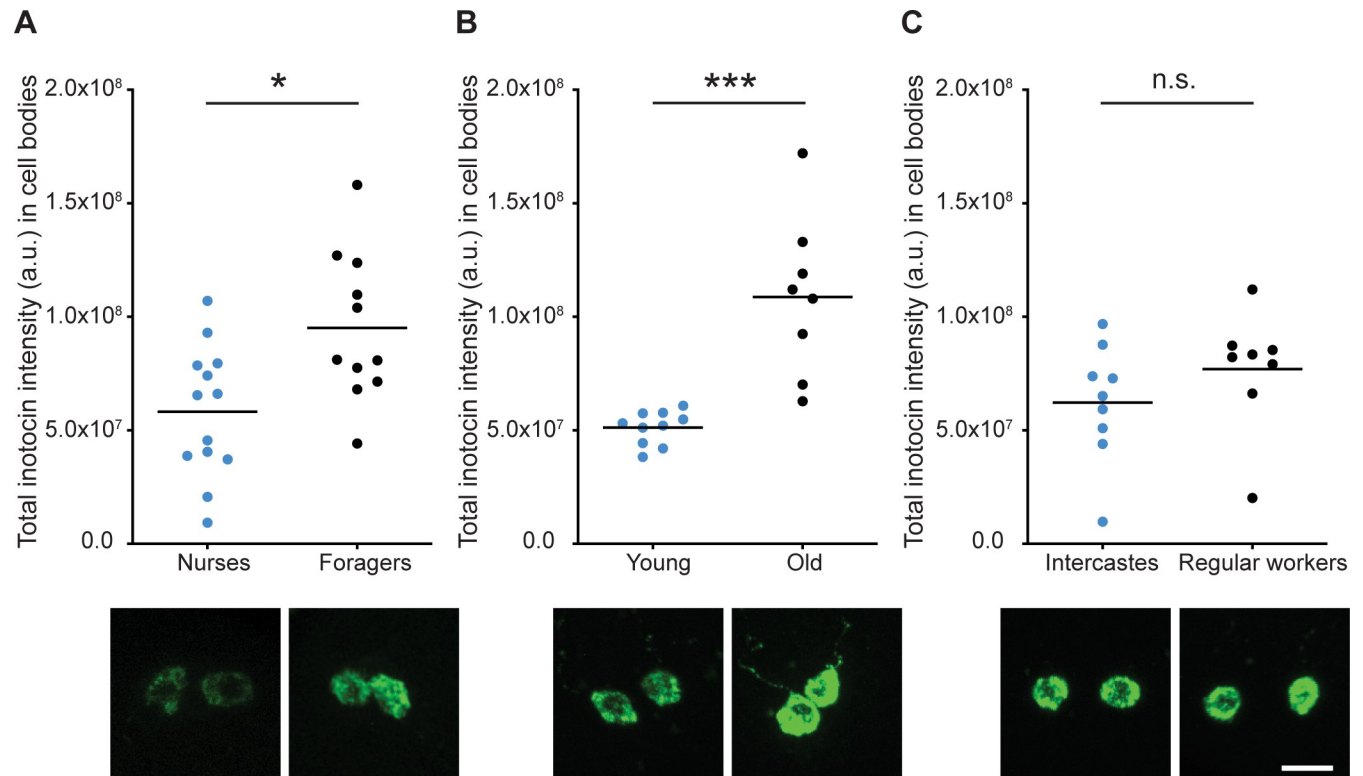 A
Total inotocin intensity (a.u.) in cell bodies
2.0x10⁸
1.5x10⁸
1.0x10⁸
5.0x10⁷
0.0
*
Nurses
Foragers
B
Total inotocin intensity (a.u.) in cell bodies
2.0x10⁸
1.5x10⁸
1.0x10⁸
5.0x10⁷
0.0
***
Young
Old
C
Total inotocin intensity (a.u.) in cell bodies
2.0x10⁸
1.5x10⁸
1.0x10⁸
5.0x10⁷
0.0
n.s.
Intercastes
Regular workers